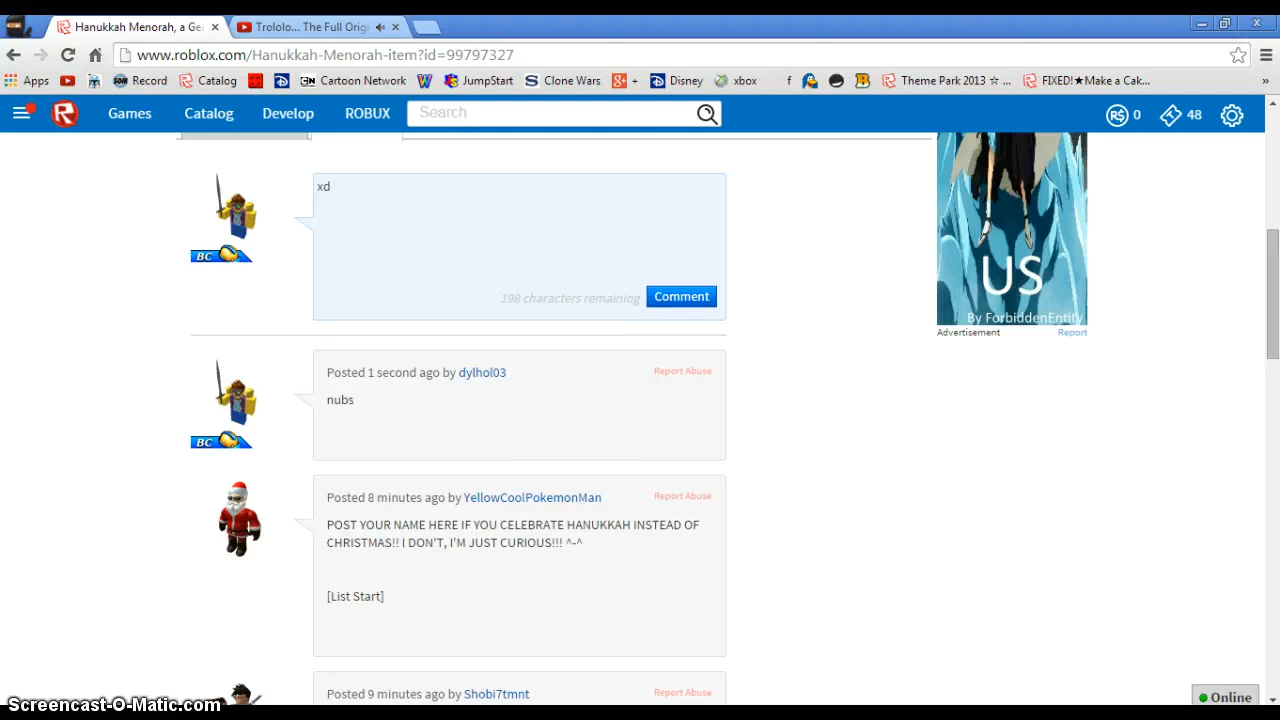 Hanukkah Menorah, a Ge
Trololo... The Full Orig
www.roblox.com/Hanukkah-Menorah-item?id=99797327
Apps
Record
Catalog
CN
Cartoon Network
W
JumpStart
S
Clone Wars
g+
Disney
xbox
f
Theme Park 2013 ☆ ...
FIXED!★Make a Cak...
»
R
Games
Catalog
Develop
ROBUX
Search
R$
0
48
xd
BC
198 characters remaining
Comment
US
By ForbiddenEntity
Advertisement
Report
Posted 1 second ago by dylhol03
Report Abuse
nubs
BC
Posted 8 minutes ago by YellowCoolPokemonMan
Report Abuse
POST YOUR NAME HERE IF YOU CELEBRATE HANUKKAH INSTEAD OF
CHRISTMAS!! I DON'T, I'M JUST CURIOUS!!! ^-^
[List Start]
Posted 9 minutes ago by Shobi7tmnt
Report Abuse
Online
Screencast-O-Matic.com